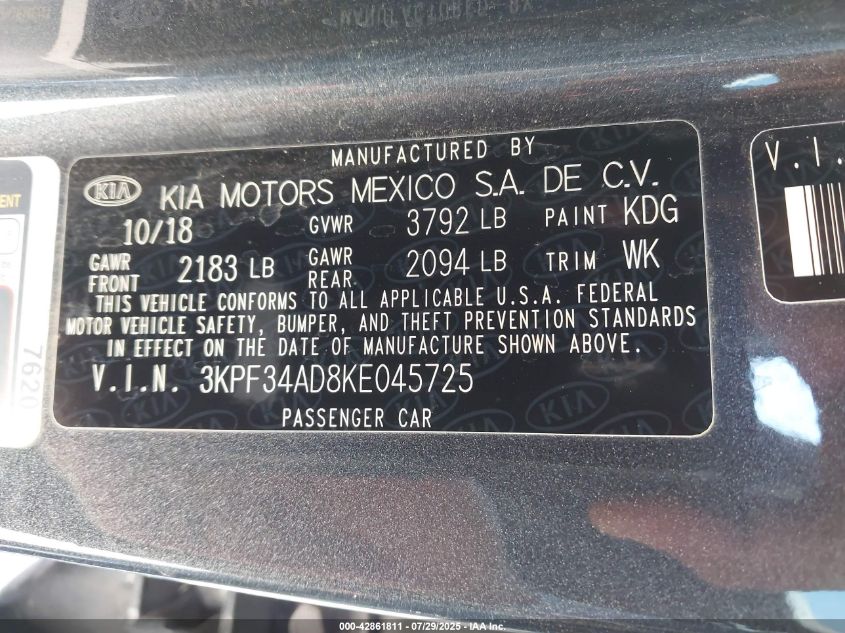 MANUFACTURED BY
KIA KIA MOTORS MEXICO S.A. DE C.V.
10/18 GVWR 3792 LB PAINT KDG
GAWR FRONT 2183 LB GAWR REAR. 2094 LB TRIM WK
THIS VEHICLE CONFORMS TO ALL APPLICABLE U.S.A. FEDERAL
MOTOR VEHICLE SAFETY, BUMPER, AND THEFT PREVENTION STANDARDS
IN EFFECT ON THE DATE OF MANUFACTURE SHOWN ABOVE.
V.I.N. 3KPF34AD8KE045725
PASSENGER CAR
7620
V.I.
000-42861811 - 07/29/2025 - IAA Inc.